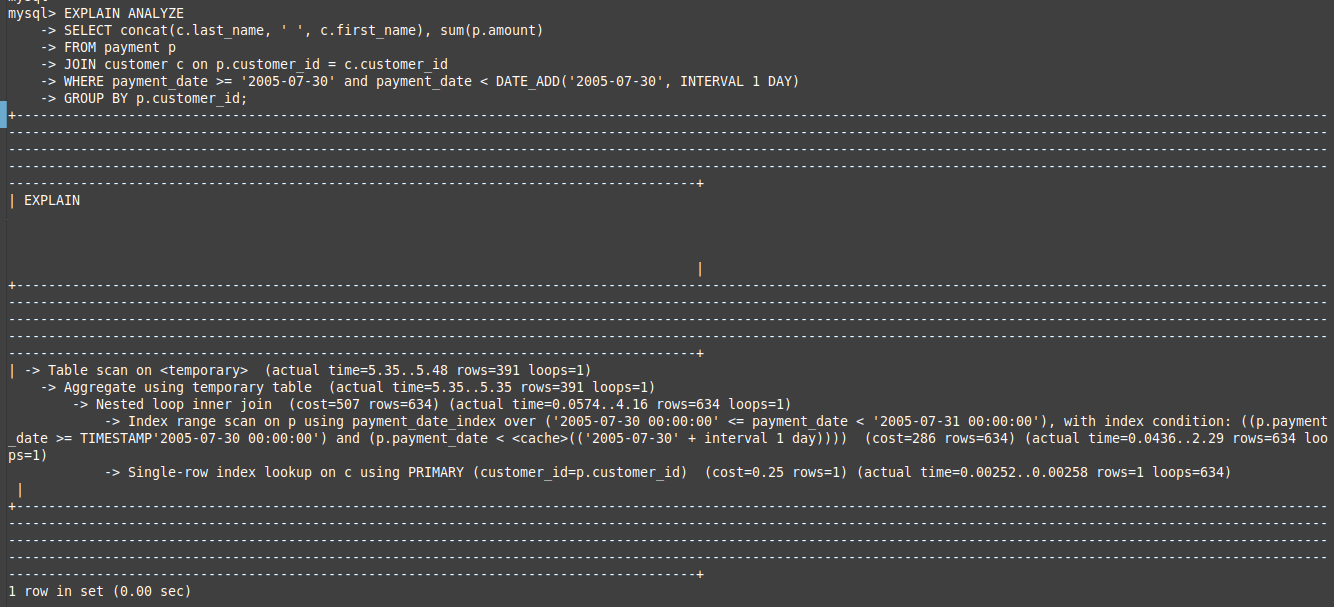 mysql> EXPLAIN ANALYZE
    -> SELECT concat(c.last_name, ' ', c.first_name), sum(p.amount)
    -> FROM payment p
    -> JOIN customer c on p.customer_id = c.customer_id
    -> WHERE payment_date >= '2005-07-30' and payment_date < DATE_ADD('2005-07-30', INTERVAL 1 DAY)
    -> GROUP BY p.customer_id;
| EXPLAIN
|
| -> Table scan on <temporary>  (actual time=5.35..5.48 rows=391 loops=1)
    -> Aggregate using temporary table  (actual time=5.35..5.35 rows=391 loops=1)
        -> Nested loop inner join  (cost=507 rows=634) (actual time=0.0574..4.16 rows=634 loops=1)
            -> Index range scan on p using payment_date_index over ('2005-07-30 00:00:00' <= payment_date < '2005-07-31 00:00:00'), with index condition: ((p.payment
_date >= TIMESTAMP'2005-07-30 00:00:00') and (p.payment_date < <cache>(('2005-07-30' + interval 1 day))))  (cost=286 rows=634) (actual time=0.0436..2.29 rows=634 loo
ps=1)
            -> Single-row index lookup on c using PRIMARY (customer_id=p.customer_id)  (cost=0.25 rows=1) (actual time=0.00252..0.00258 rows=1 loops=634)
 |
1 row in set (0.00 sec)